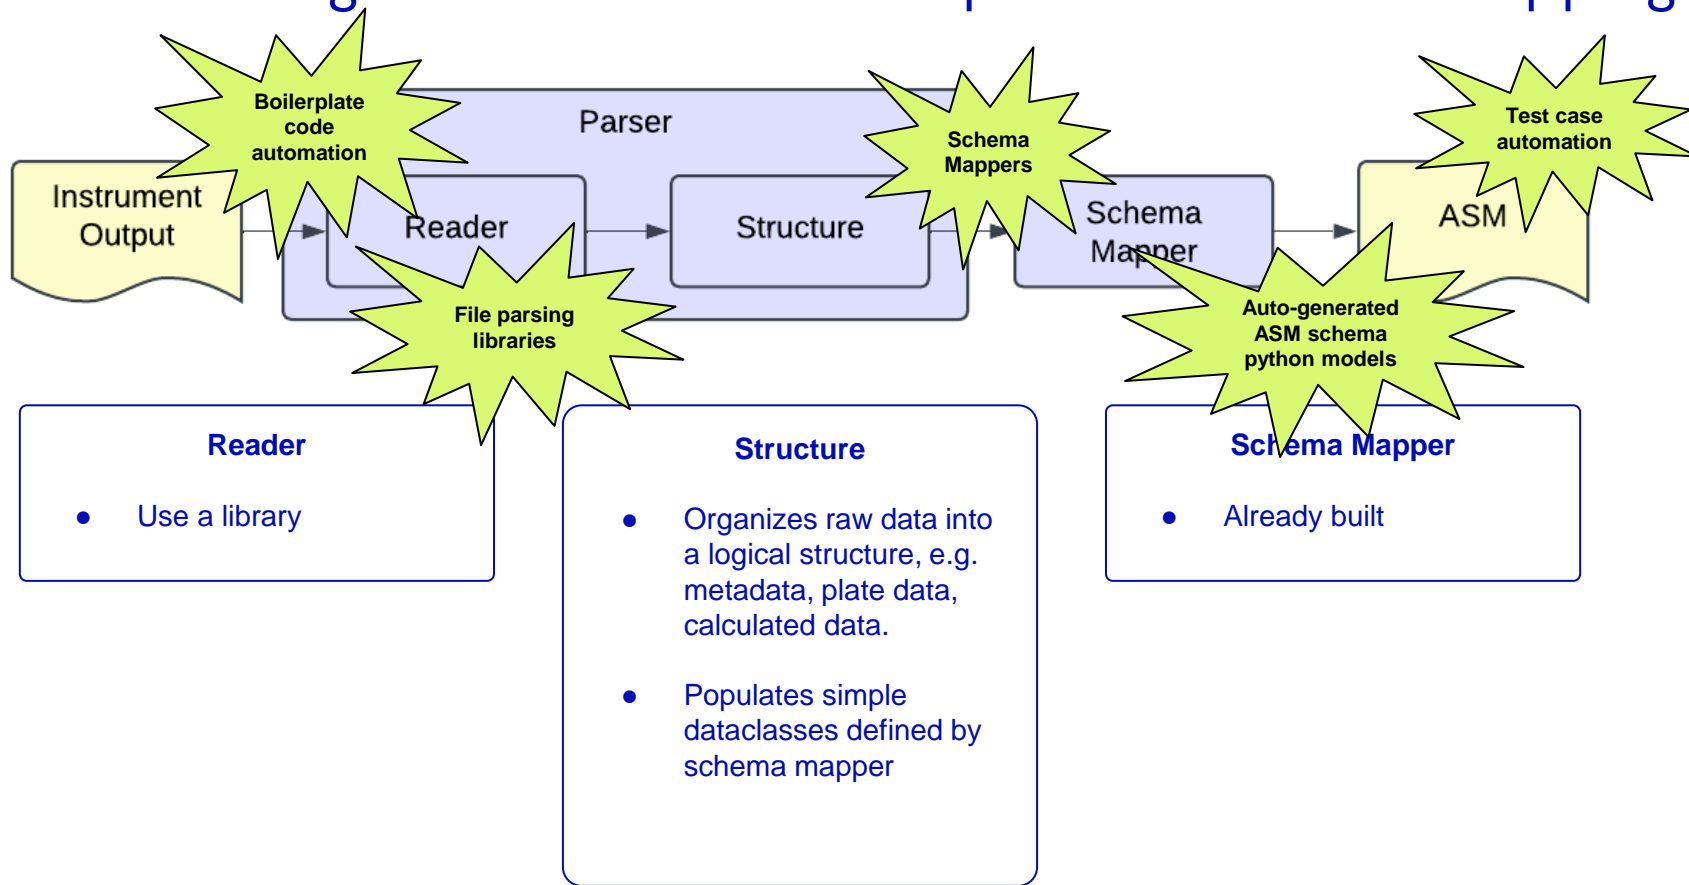 Boilerplate
code
automation
Parser
Schema
Mappers
Test case
automation
Instrument
Output
Reader
Structure
Schema
Mapper
ASM
File parsing
libraries
Auto-generated
ASM schema
python models
Reader
● Use a library
Structure
● Organizes raw data into
a logical structure, e.g.
metadata, plate data,
calculated data.
● Populates simple
dataclasses defined by
schema mapper
Schema Mapper
● Already built